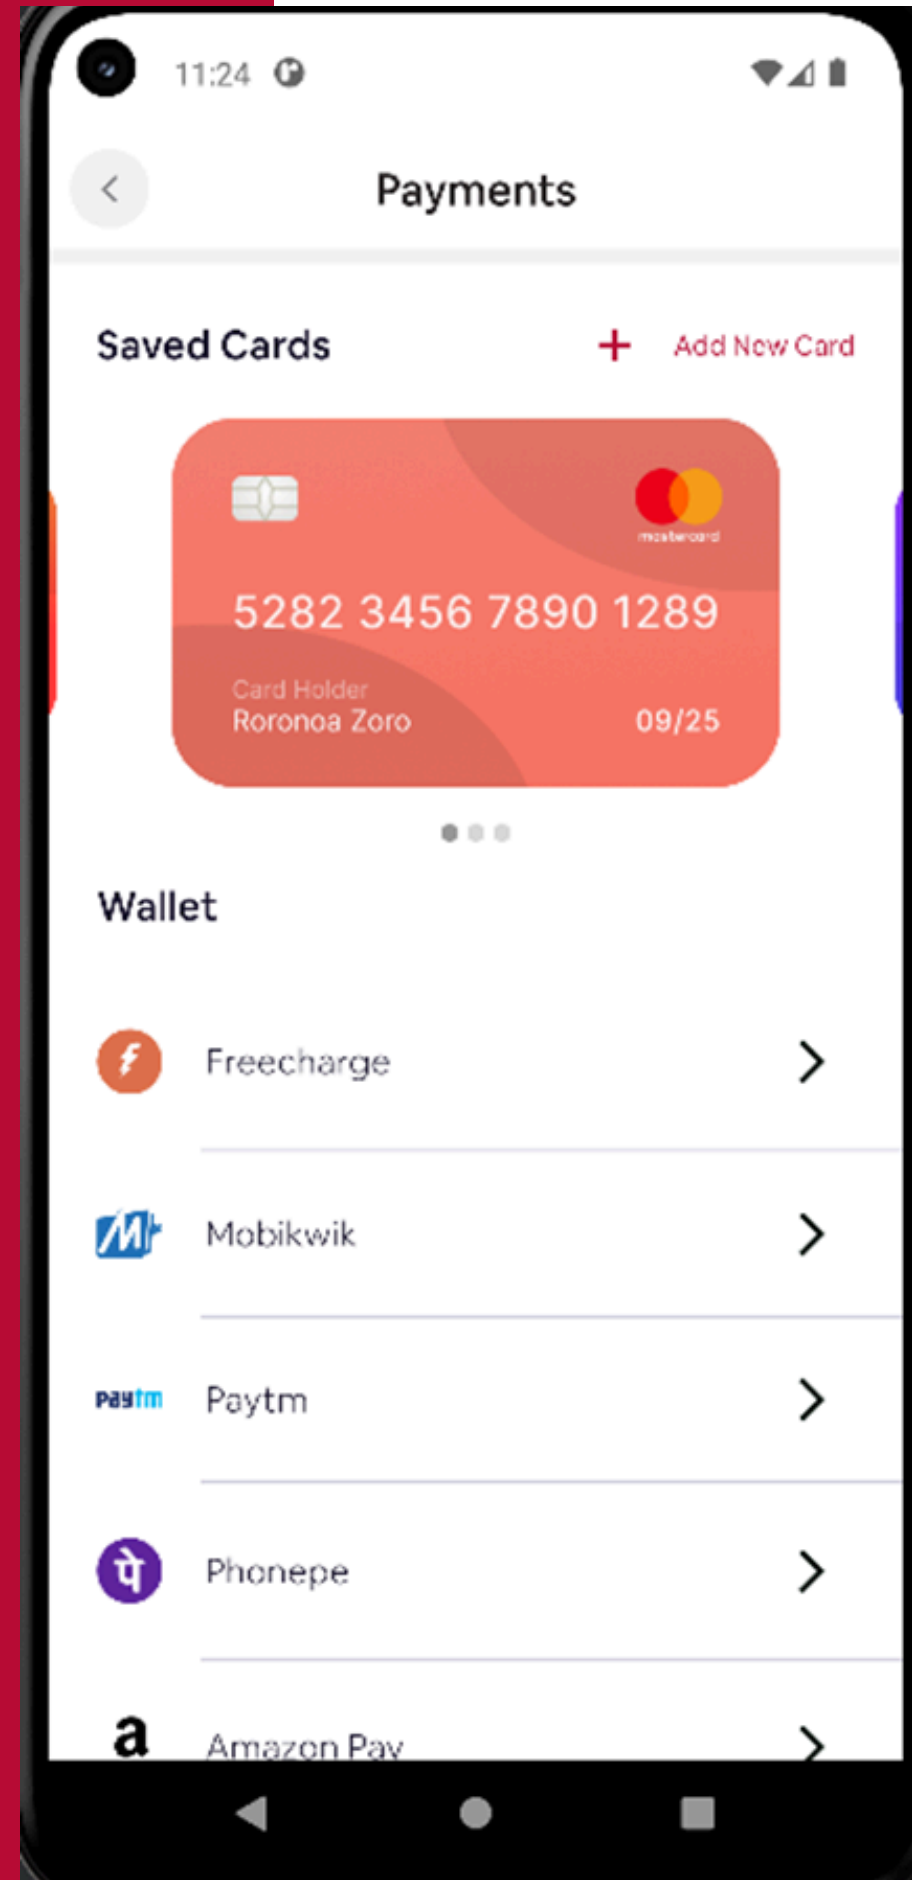 11:24
Payments
Saved Cards
+ Add New Card
mastercard
5282 3456 7890 1289
Card Holder
Roronoa Zoro 09/25
Wallet
Freecharge
Mobikwik
paytm Paytm
पे Phonepe
a Amazon Pay